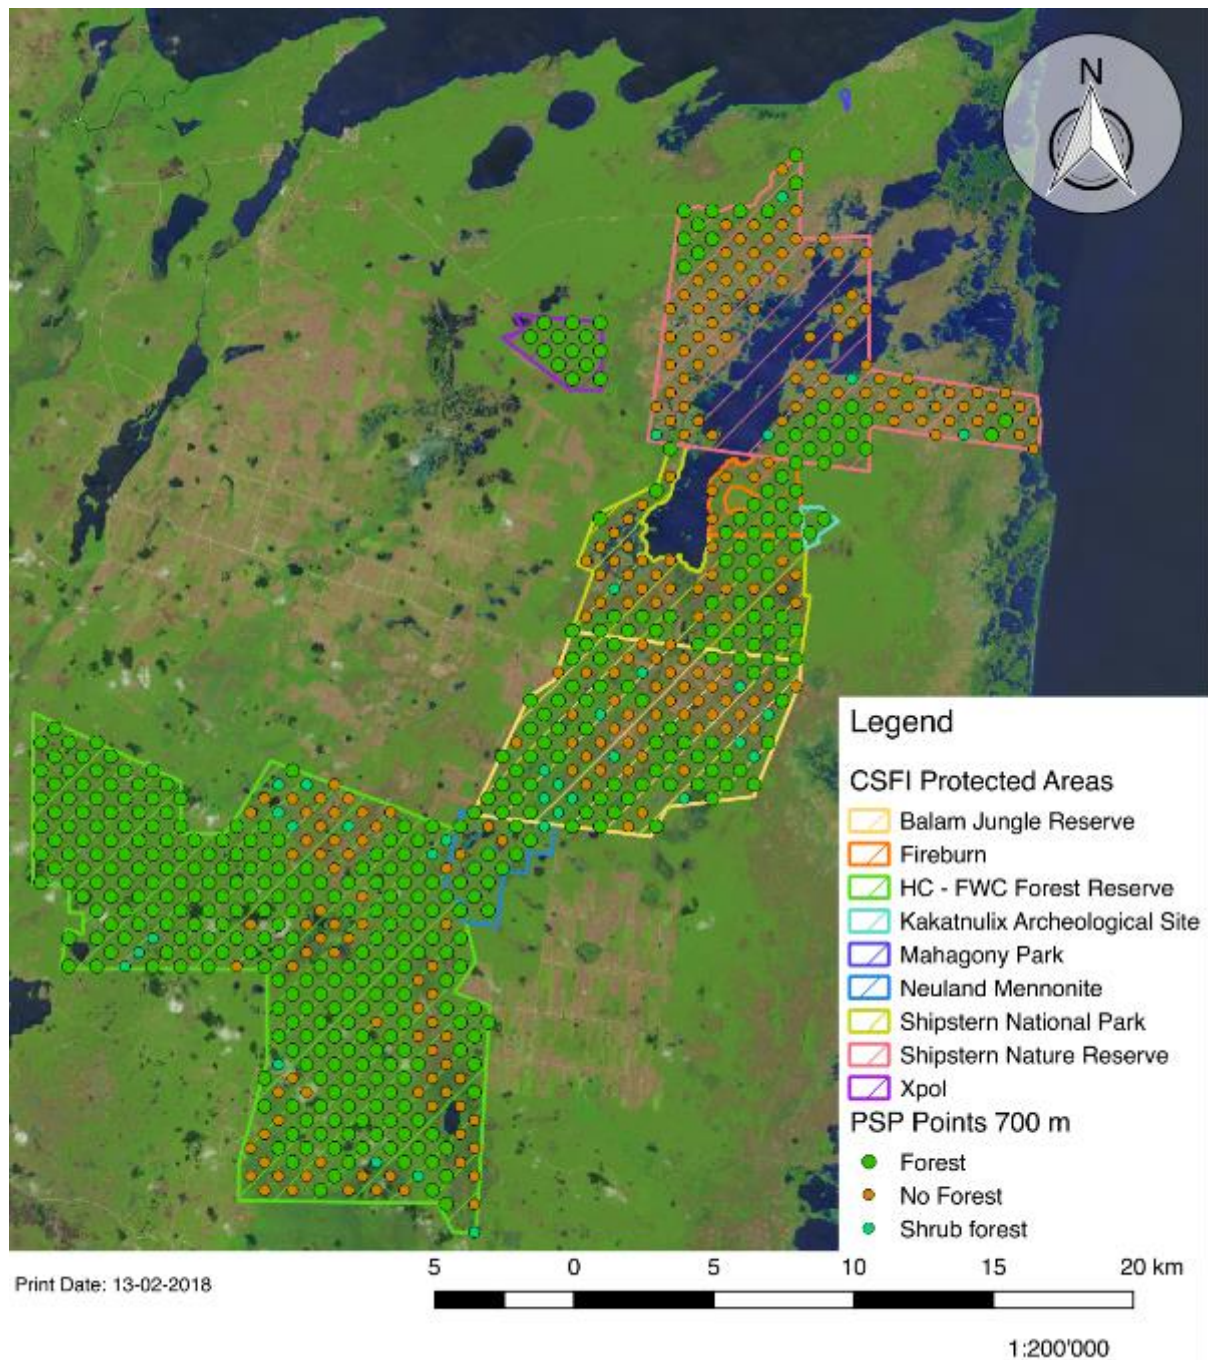 N
Legend
CSFI Protected Areas
Balam Jungle Reserve
Fireburn
HC - FWC Forest Reserve
Kakatnulix Archeological Site
Mahagony Park
Neuland Mennonite
Shipstern National Park
Shipstern Nature Reserve
Xpol
PSP Points 700 m
Forest
No Forest
Shrub forest
Print Date: 13-02-2018
5 0 5 10 15 20 km
1:200'000